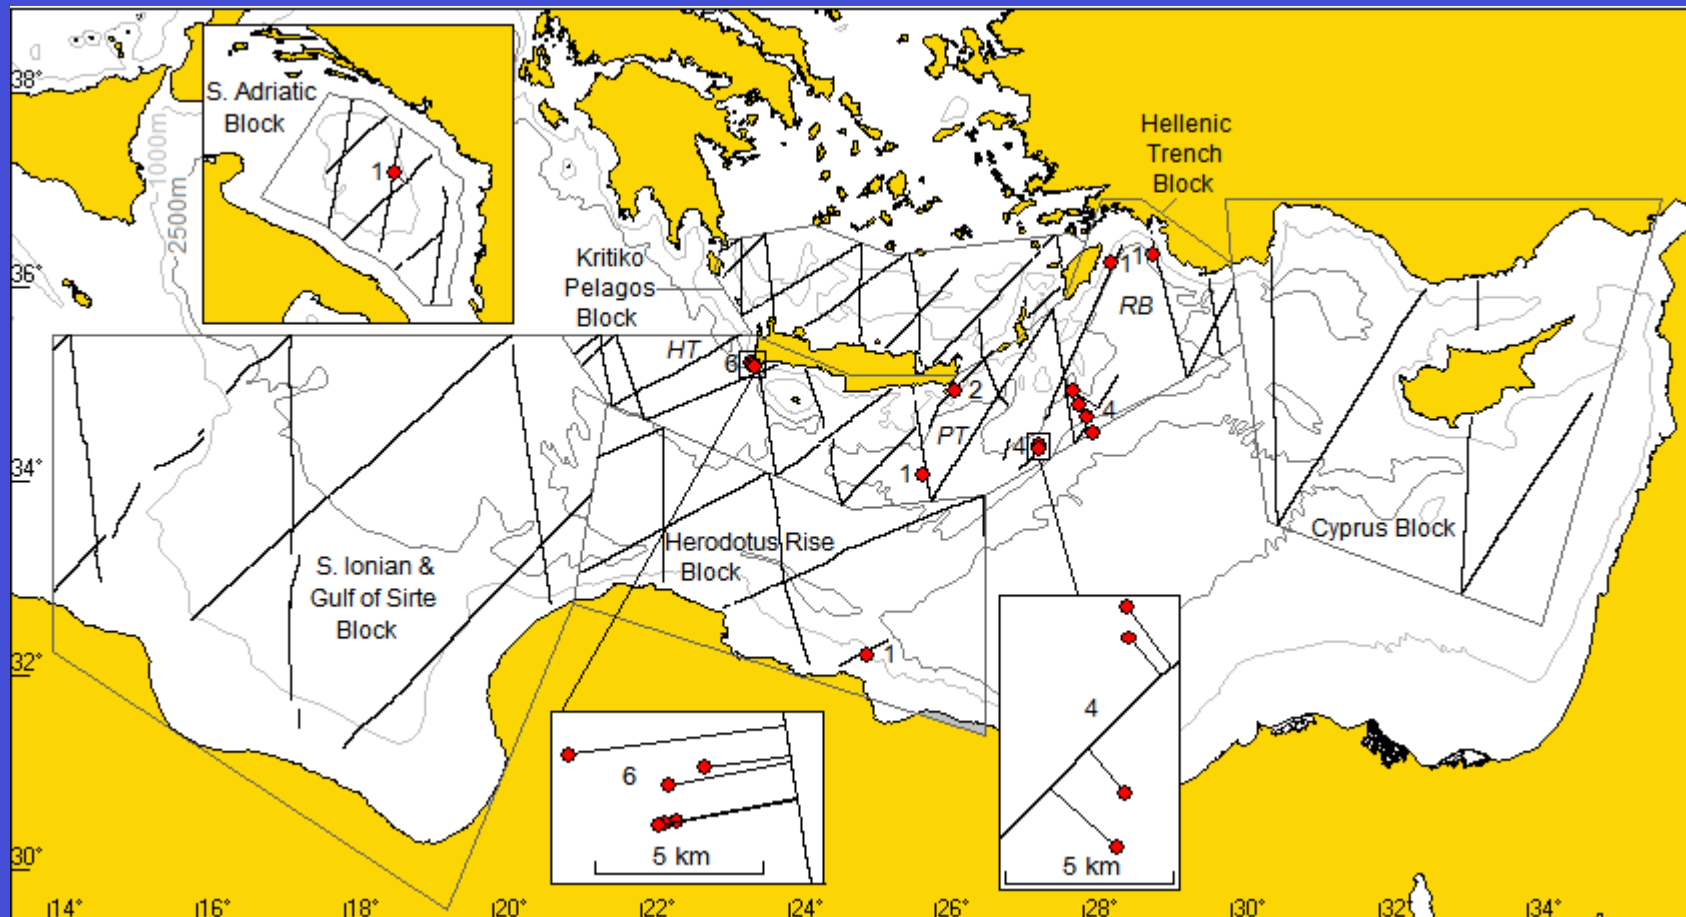 38°
36°
34°
32°
30°
14°
16°
18°
20°
22°
24°
26°
28°
30°
32°
34°
1000m
2500m
S. Adriatic
Block
1
Kritiko
Pelagos
Block
Hellenic
Trench
Block
HT
6
2
PT
1
4
4
1
1
RB
Cyprus Block
Herodotus Rise
Block
1
S. Ionian &
Gulf of Sirte
Block
6
5 km
4
5 km